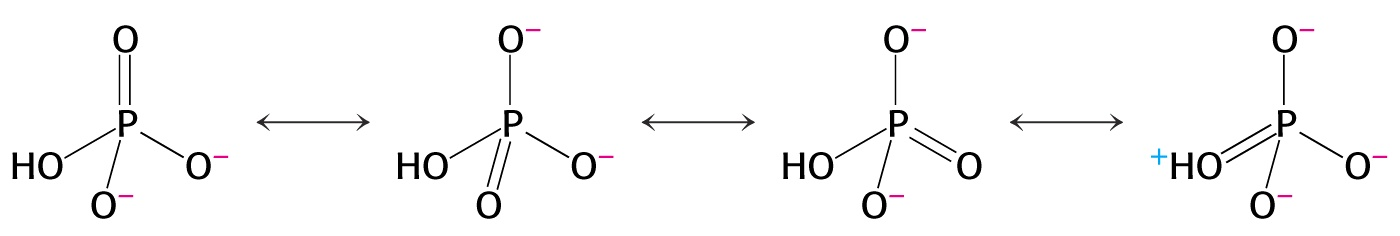 O O− O− O−
P P P P
HO O− HO O− HO O +HO O−
O− O O− O−